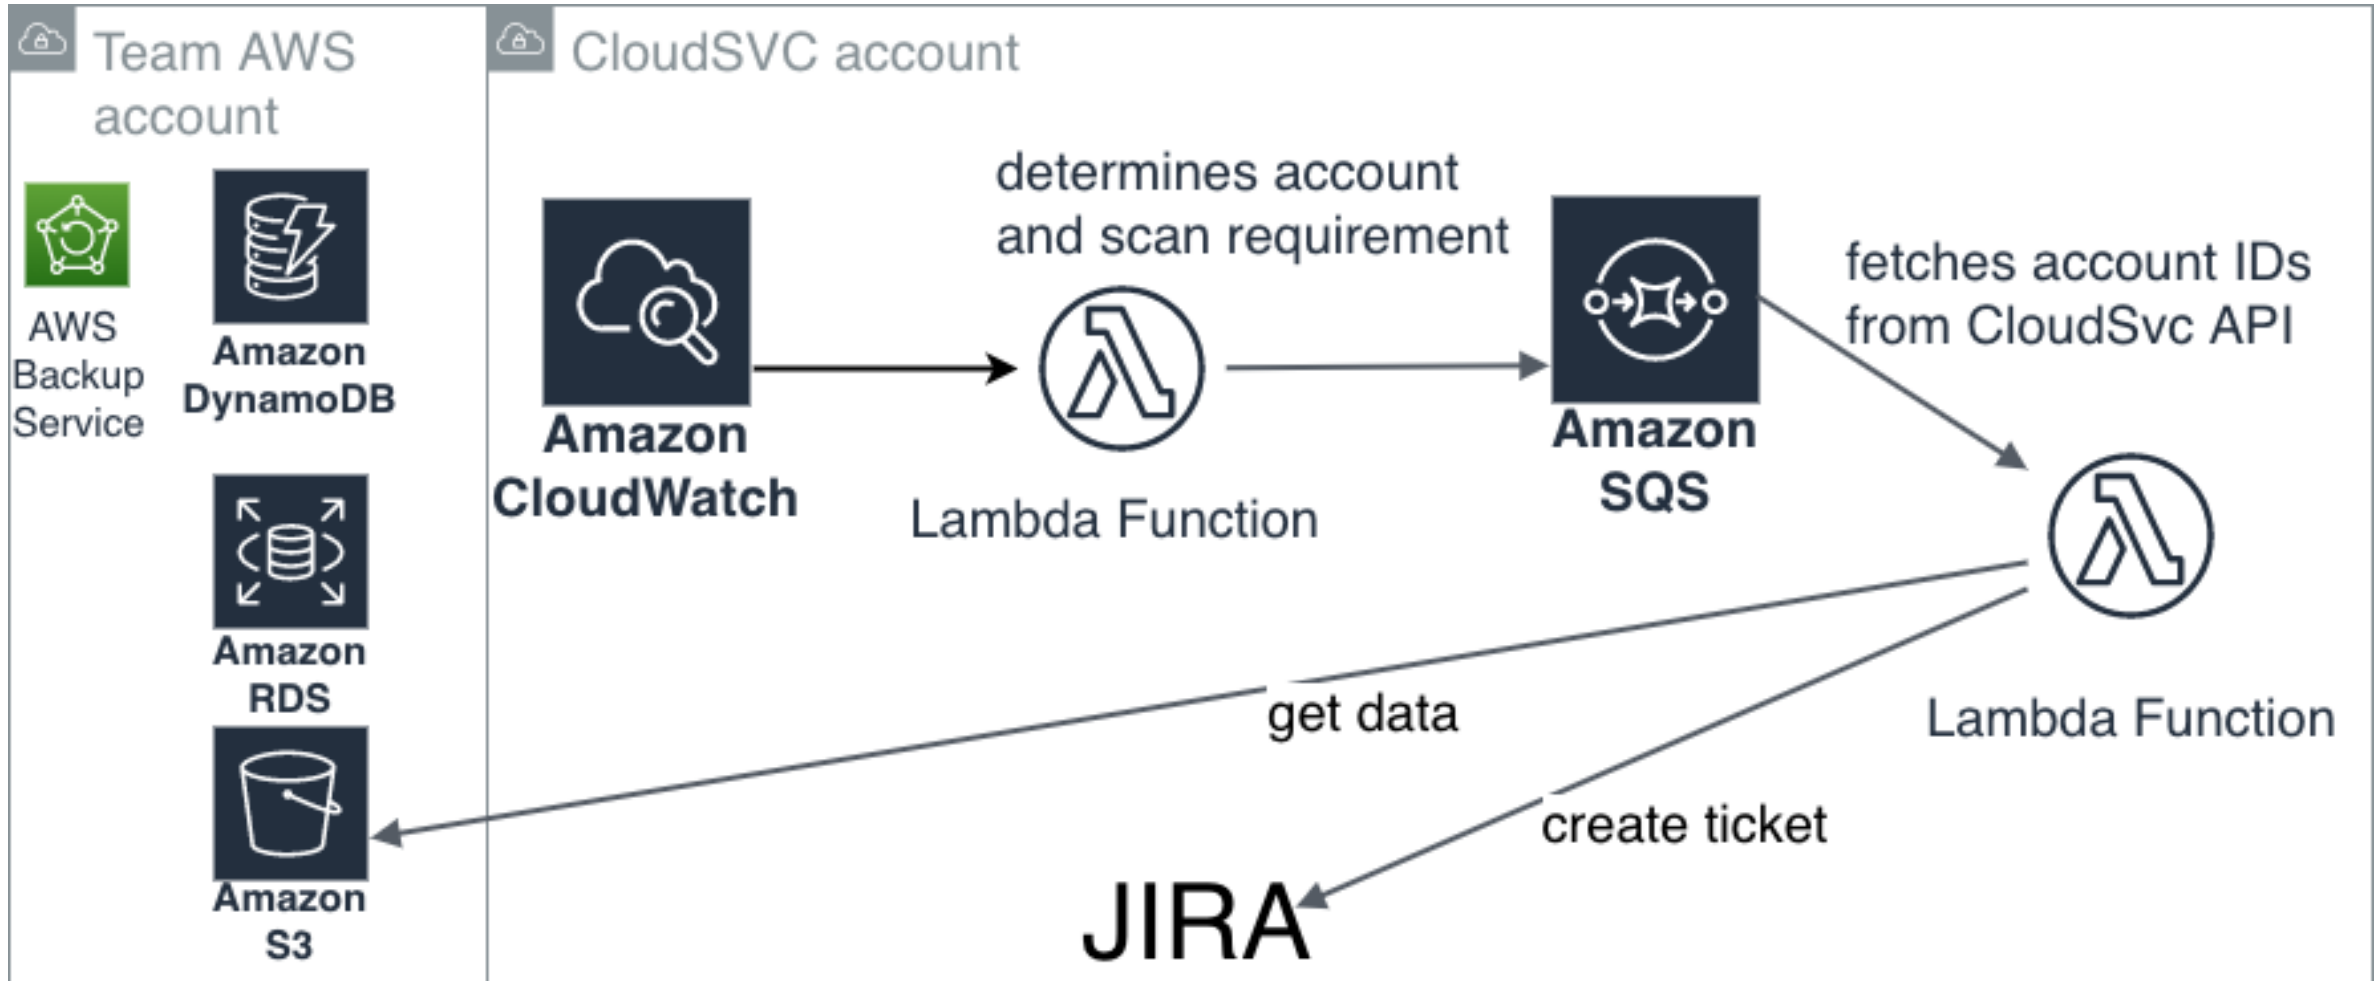 Team AWS
account
AWS
Backup
Service
Amazon
DynamoDB
Amazon
RDS
Amazon
S3
CloudSVC account
Amazon
CloudWatch
determines account
and scan requirement
Lambda Function
Amazon
SQS
fetches account IDs
from CloudSvc API
Lambda Function
get data
create ticket
JIRA